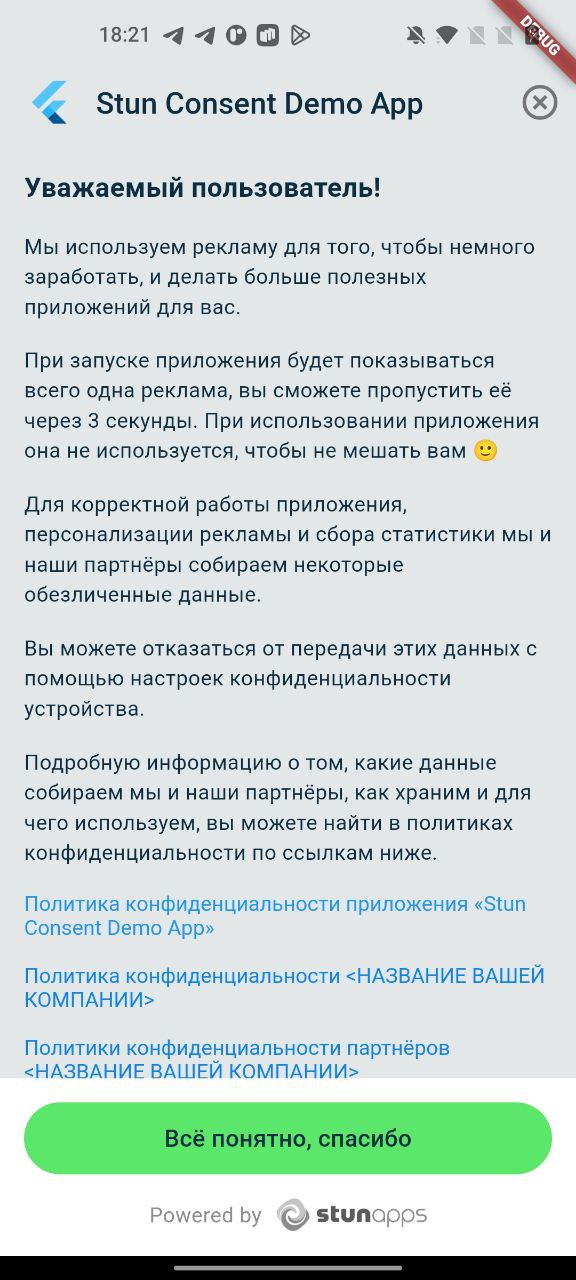 18:21
DEBUG
Stun Consent Demo App
Уважаемый пользователь!
Мы используем рекламу для того, чтобы немного
заработать, и делать больше полезных
приложений для вас.
При запуске приложения будет показываться
всего одна реклама, вы сможете пропустить её
через 3 секунды. При использовании приложения
она не используется, чтобы не мешать вам 🙂
Для корректной работы приложения,
персонализации рекламы и сбора статистики мы и
наши партнёры собираем некоторые
обезличенные данные.
Вы можете отказаться от передачи этих данных с
помощью настроек конфиденциальности
устройства.
Подробную информацию о том, какие данные
собираем мы и наши партнёры, как храним и для
чего используем, вы можете найти в политиках
конфиденциальности по ссылкам ниже.
Политика конфиденциальности приложения «Stun
Consent Demo App»
Политика конфиденциальности <НАЗВАНИЕ ВАШЕЙ
КОМПАНИИ>
Политики конфиденциальности партнёров
<НАЗВАНИЕ ВАШЕЙ КОМПАНИИ>
Всё понятно, спасибо
Powered by stunapps